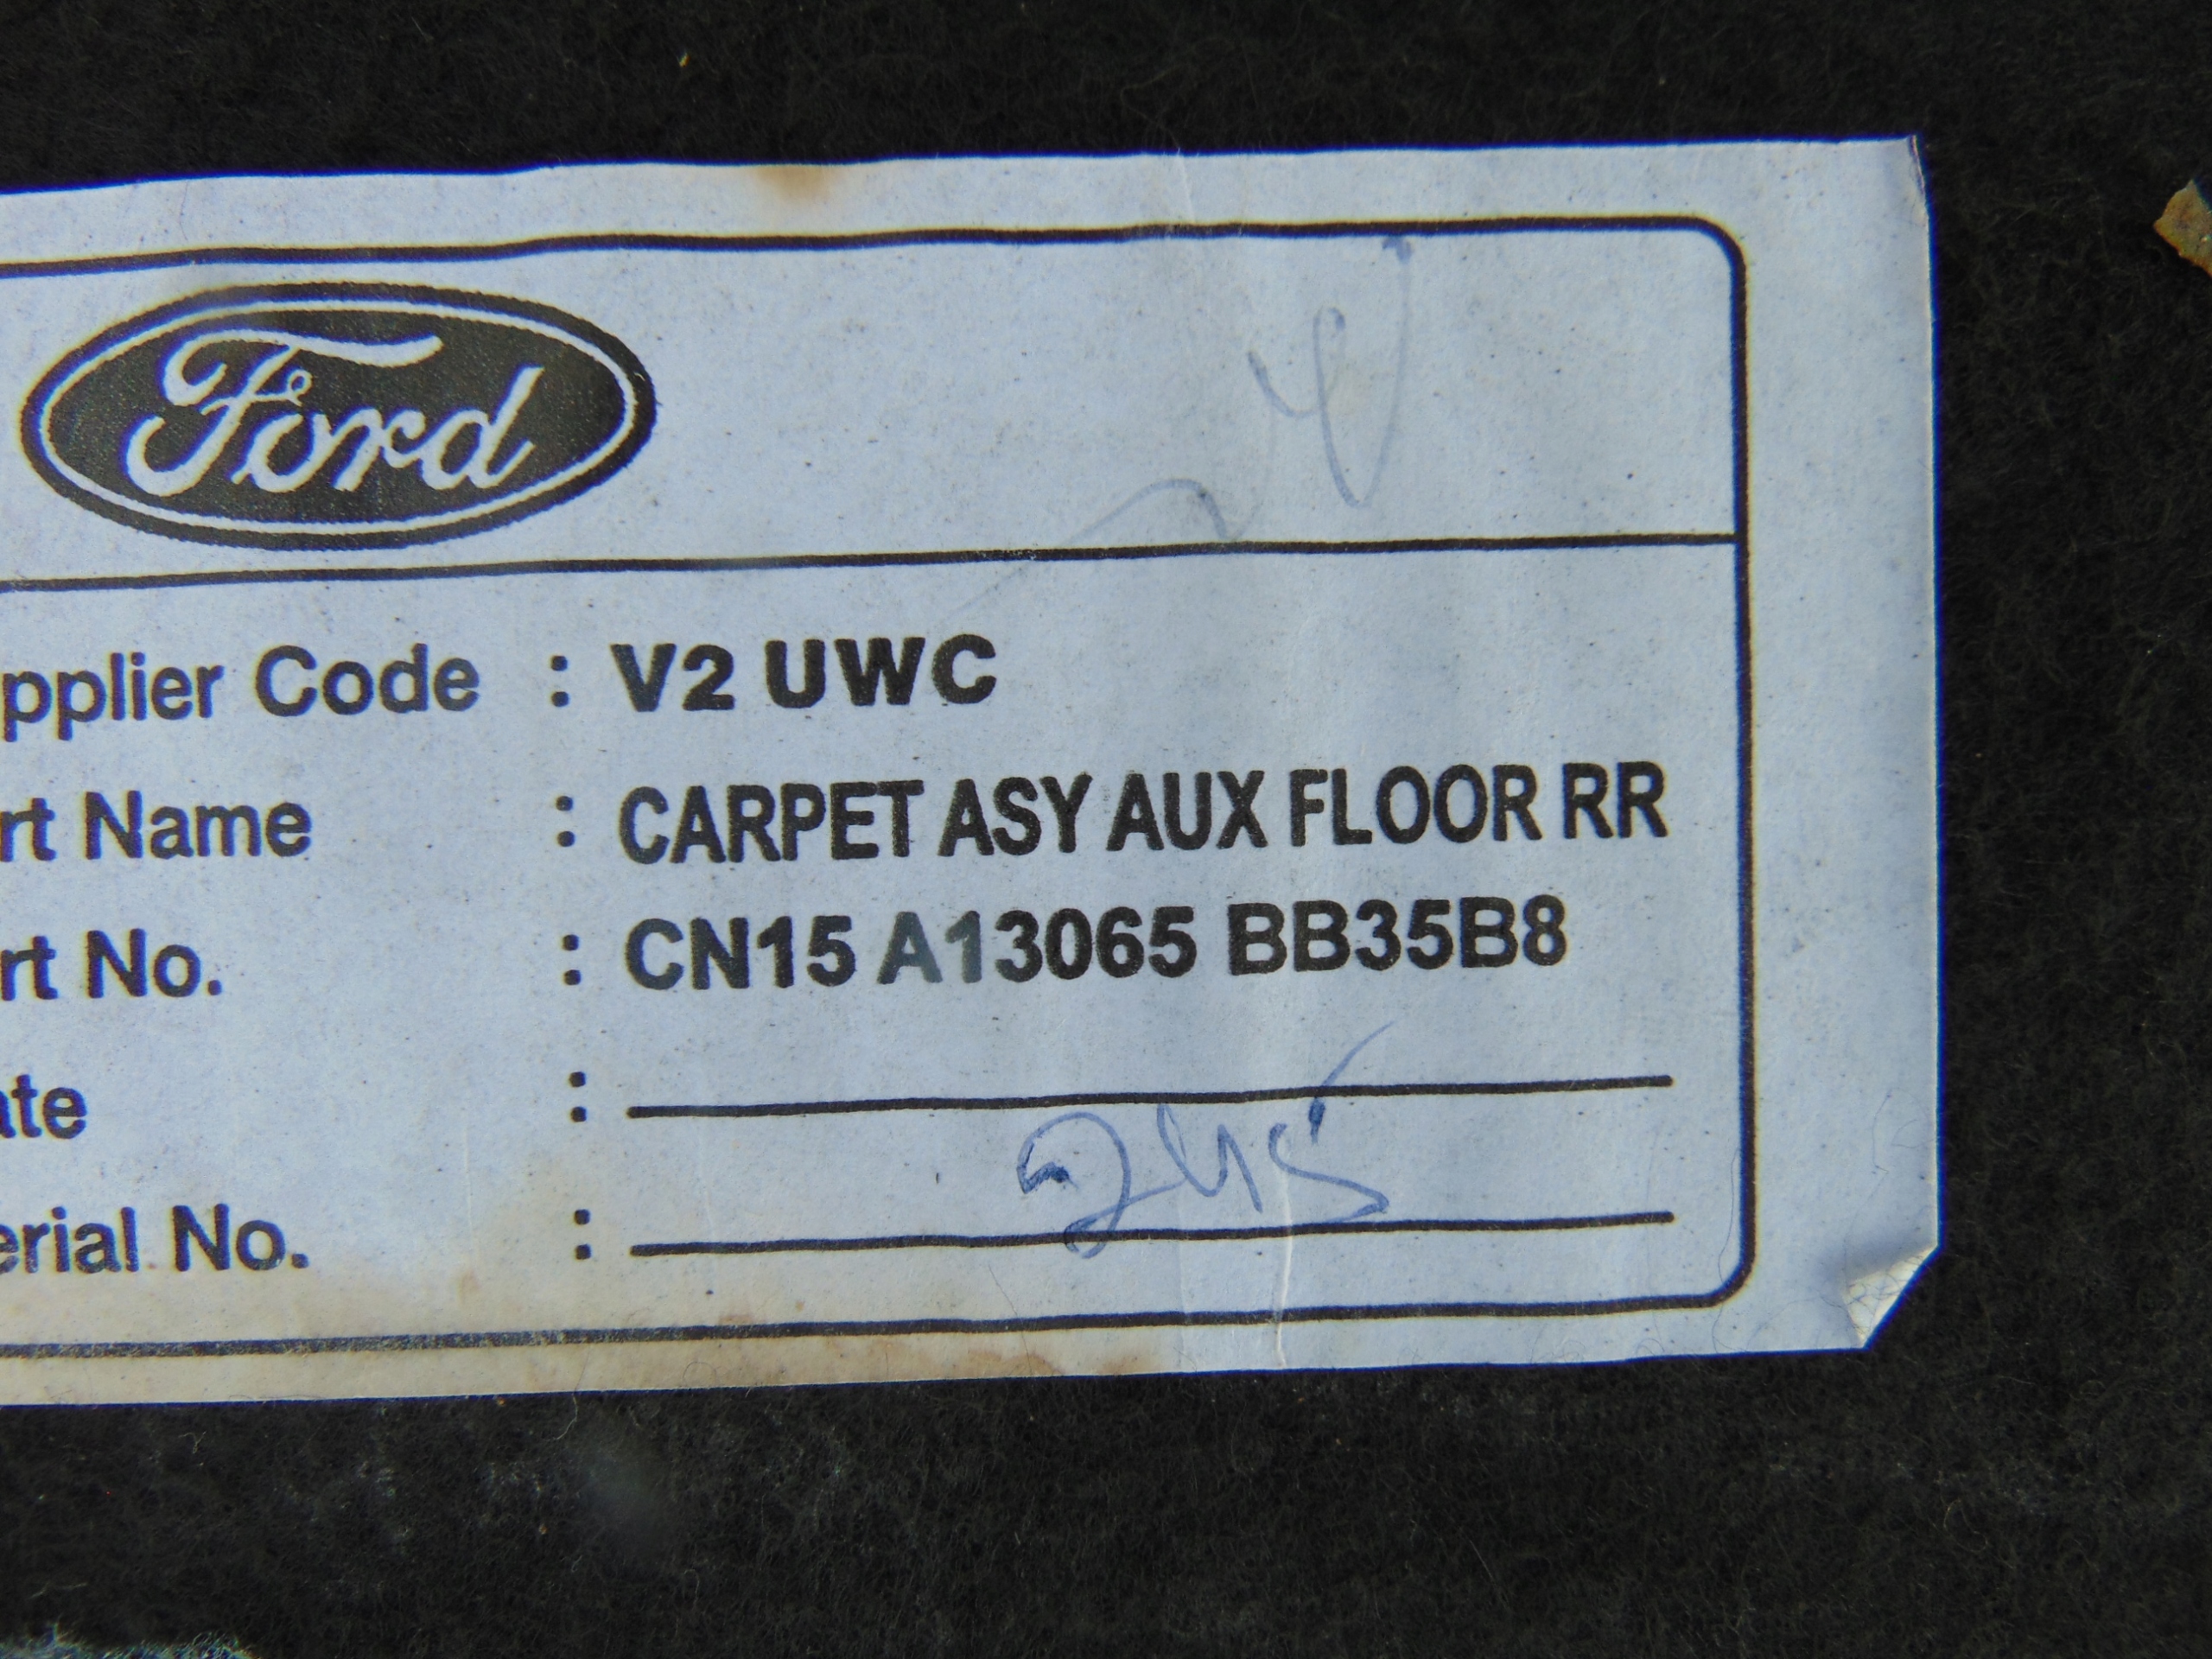 Ford
pplier Code : V2 UWC
rt Name : CARPET ASY AUX FLOOR RR
rt No. : CN15 A13065 BB35B8
ate :
erial No. : 245